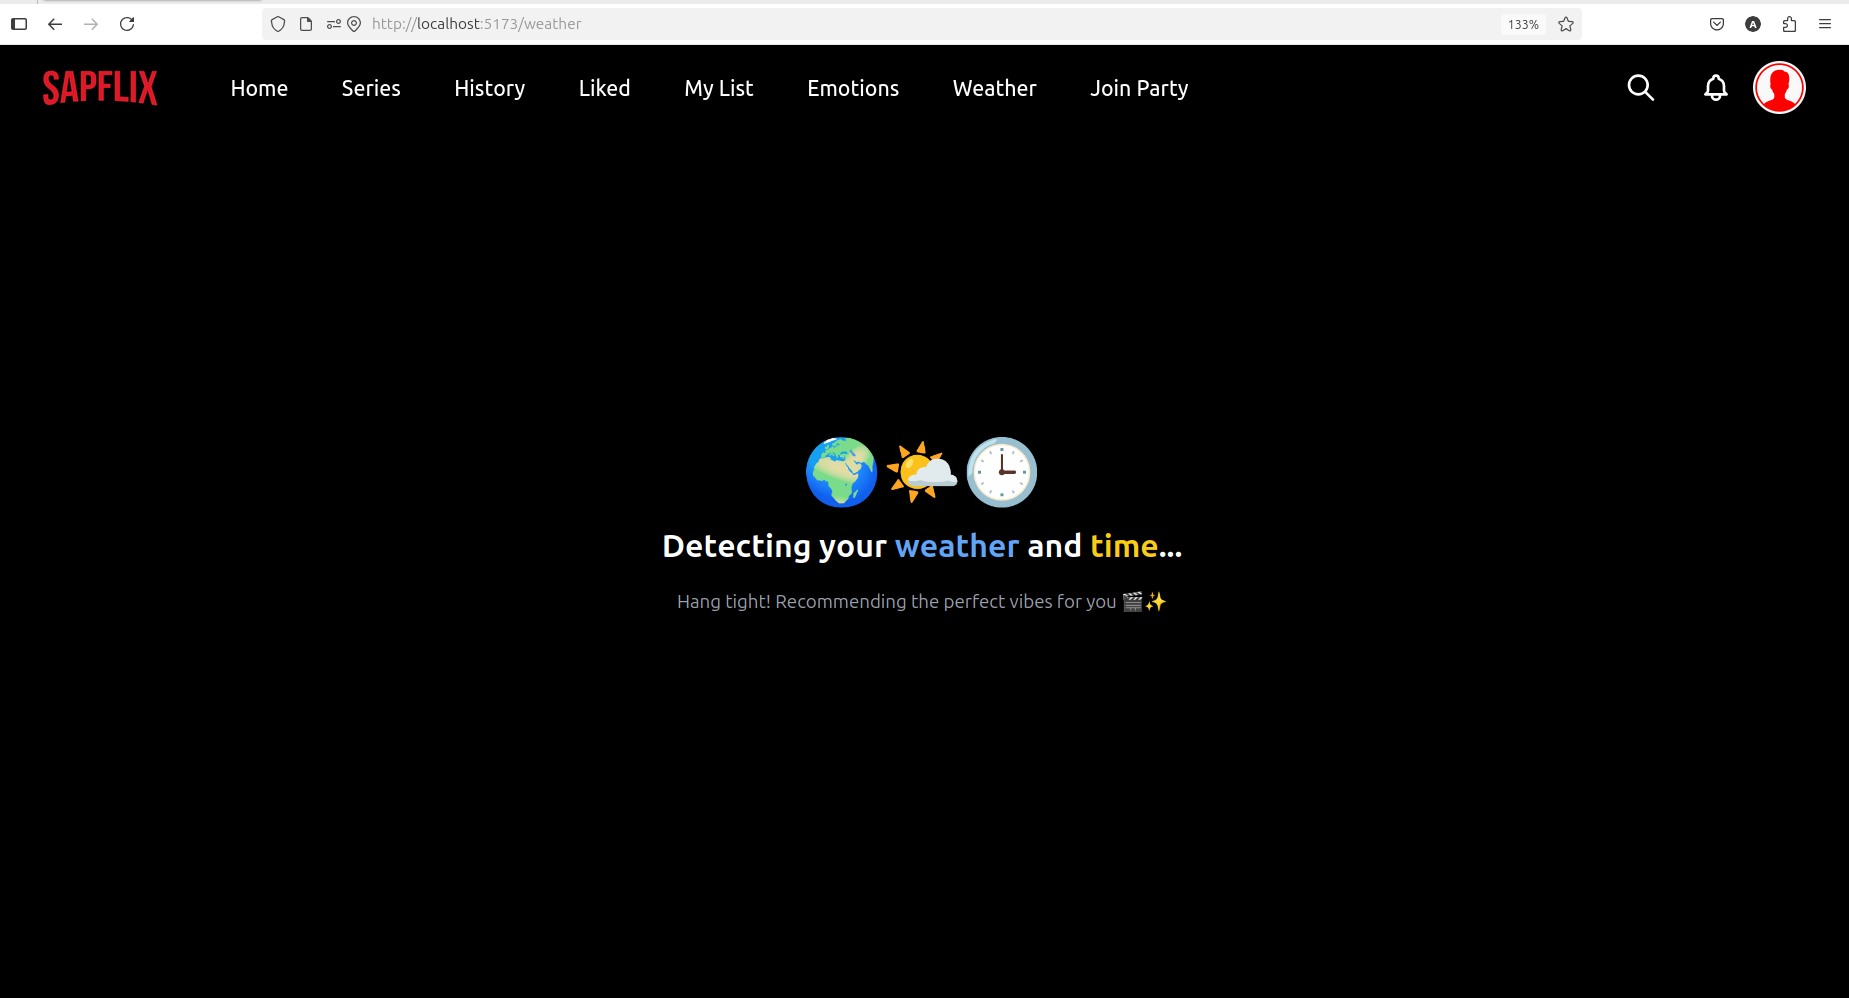 http://localhost:5173/weather
133%
A
SAPFLIX
Home
Series
History
Liked
My List
Emotions
Weather
Join Party
Detecting your weather and time...
Hang tight! Recommending the perfect vibes for you 🎬✨